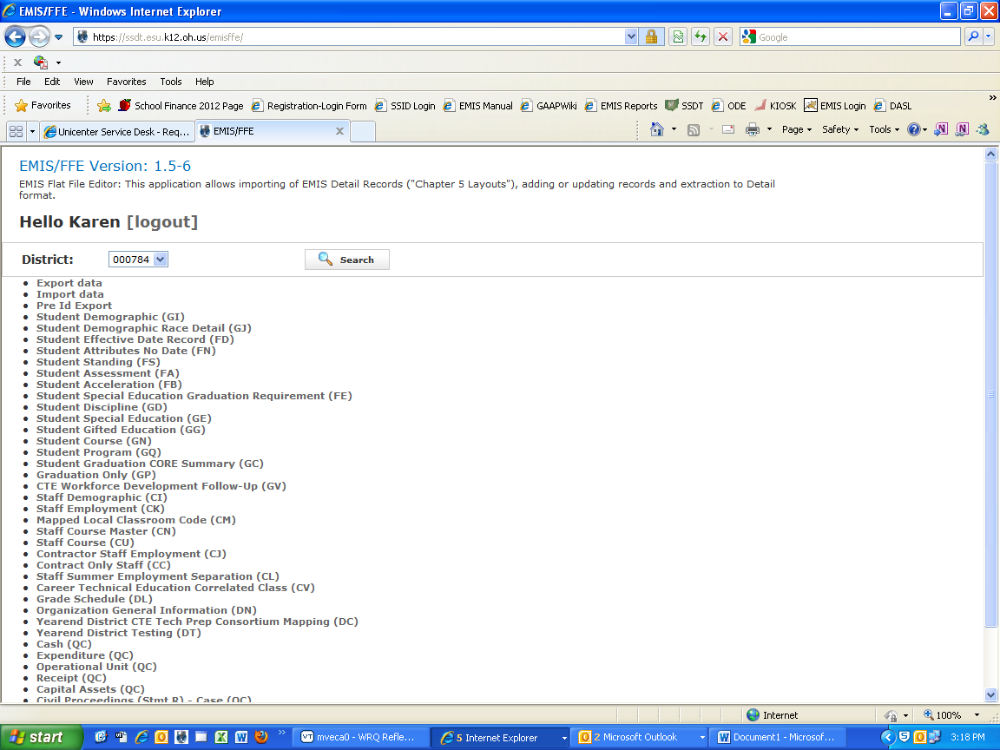 EMIS/FFE - Windows Internet Explorer
https://ssdt.esu.k12.oh.us/emisffe/
Google
File Edit View Favorites Tools Help
Favorites School Finance 2012 Page Registration-Login Form SSID Login EMIS Manual GAAPWiki EMIS Reports SSDT ODE KIOSK EMIS Login DASL »
Unicenter Service Desk - Req... EMIS/FFE Page Safety Tools
EMIS/FFE Version: 1.5-6
EMIS Flat File Editor: This application allows importing of EMIS Detail Records ("Chapter 5 Layouts"), adding or updating records and extraction to Detail
format.
Hello Karen [logout]
District: 000784 Search
Export data
Import data
Pre Id Export
Student Demographic (GI)
Student Demographic Race Detail (GJ)
Student Effective Date Record (FD)
Student Attributes No Date (FN)
Student Standing (FS)
Student Assessment (FA)
Student Acceleration (FB)
Student Special Education Graduation Requirement (FE)
Student Discipline (GD)
Student Special Education (GE)
Student Gifted Education (GG)
Student Course (GN)
Student Program (GQ)
Student Graduation CORE Summary (GC)
Graduation Only (GP)
CTE Workforce Development Follow-Up (GV)
Staff Demographic (CI)
Staff Employment (CK)
Mapped Local Classroom Code (CM)
Staff Course Master (CN)
Staff Course (CU)
Contractor Staff Employment (CJ)
Contract Only Staff (CC)
Staff Summer Employment Separation (CL)
Career Technical Education Correlated Class (CV)
Grade Schedule (DL)
Organization General Information (DN)
Yearend District CTE Tech Prep Consortium Mapping (DC)
Yearend District Testing (DT)
Cash (QC)
Expenditure (QC)
Operational Unit (QC)
Receipt (QC)
Capital Assets (QC)
Civil Proceedings (Stmt R) - Case (QC)
Internet 100%
start » mveca0 - WRQ Refle... 5 Internet Explorer 2 Microsoft Outlook Document1 - Microsof... 3:18 PM